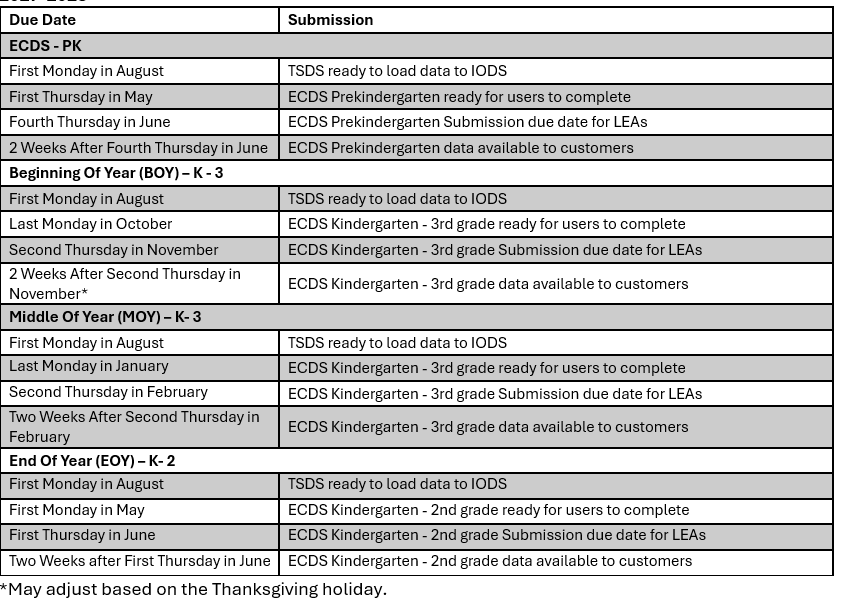 Due Date Submission
ECDS - PK
First Monday in August TSDS ready to load data to IODS
First Thursday in May ECDS Prekindergarten ready for users to complete
Fourth Thursday in June ECDS Prekindergarten Submission due date for LEAs
2 Weeks After Fourth Thursday in June ECDS Prekindergarten data available to customers
Beginning Of Year (BOY) – K - 3
First Monday in August TSDS ready to load data to IODS
Last Monday in October ECDS Kindergarten - 3rd grade ready for users to complete
Second Thursday in November ECDS Kindergarten - 3rd grade Submission due date for LEAs
2 Weeks After Second Thursday in
November* ECDS Kindergarten - 3rd grade data available to customers
Middle Of Year (MOY) – K- 3
First Monday in August TSDS ready to load data to IODS
Last Monday in January ECDS Kindergarten - 3rd grade ready for users to complete
Second Thursday in February ECDS Kindergarten - 3rd grade Submission due date for LEAs
Two Weeks After Second Thursday in
February ECDS Kindergarten - 3rd grade data available to customers
End Of Year (EOY) – K- 2
First Monday in August TSDS ready to load data to IODS
First Monday in May ECDS Kindergarten - 2nd grade ready for users to complete
First Thursday in June ECDS Kindergarten - 2nd grade Submission due date for LEAs
Two Weeks after First Thursday in June ECDS Kindergarten - 2nd grade data available to customers
*May adjust based on the Thanksgiving holiday.